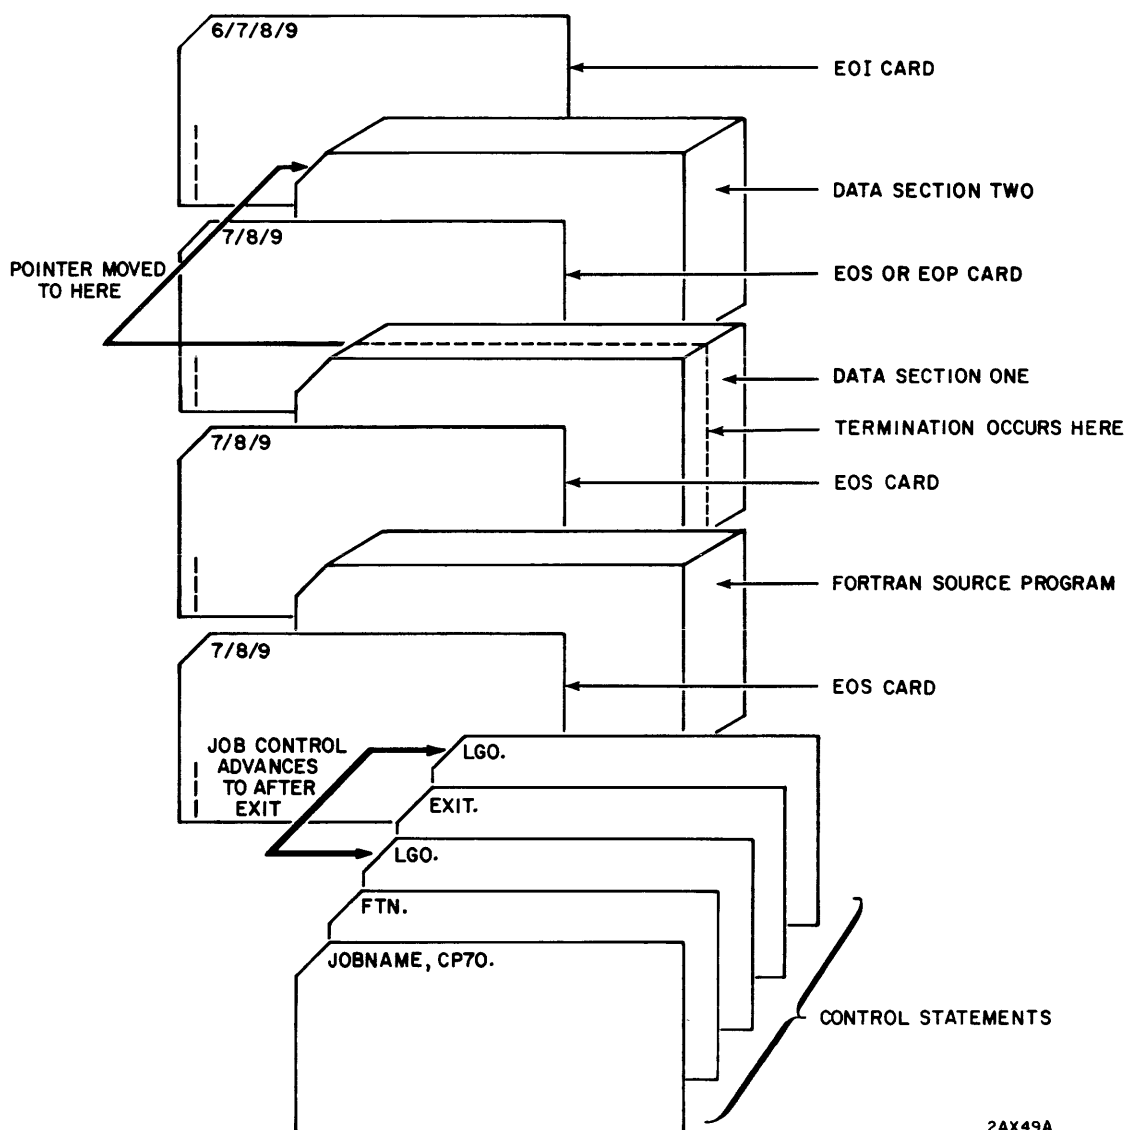 6/7/8/9
EOI CARD
DATA SECTION TWO
7/8/9
POINTER MOVED
TO HERE
EOS OR EOP CARD
DATA SECTION ONE
TERMINATION OCCURS HERE
7/8/9
EOS CARD
FORTRAN SOURCE PROGRAM
7/8/9
EOS CARD
JOB CONTROL
ADVANCES
TO AFTER
EXIT
LGO.
EXIT.
LGO.
FTN.
JOBNAME, CP70.
CONTROL STATEMENTS
2AX49A